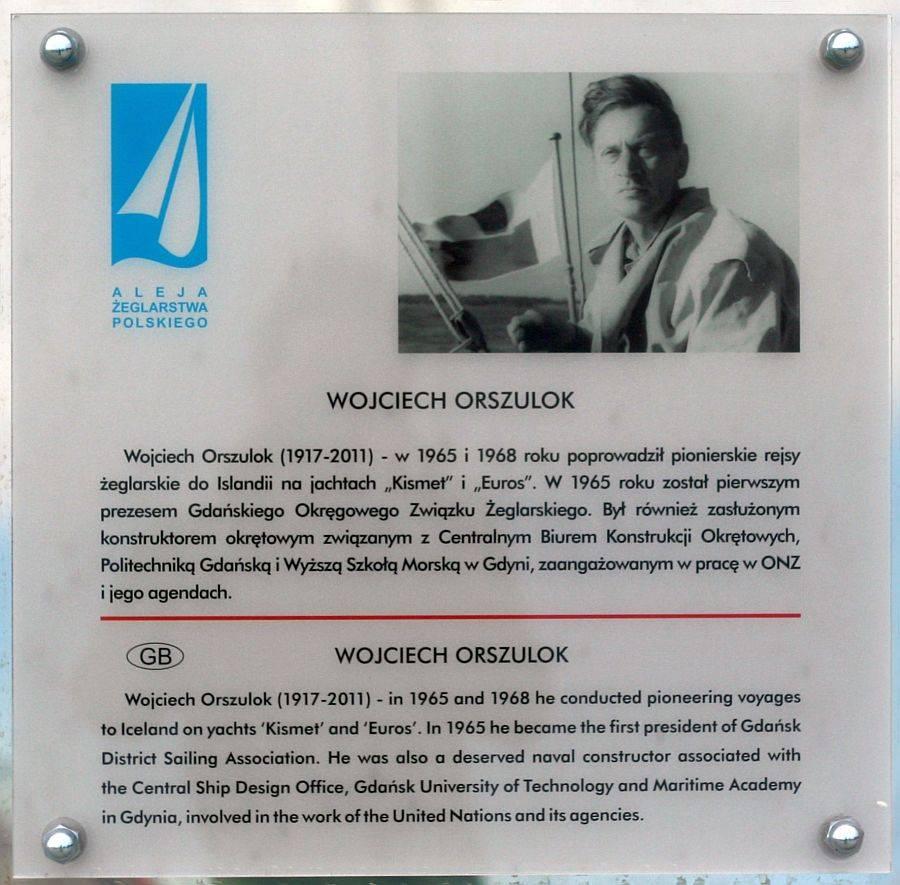 ALEJA
ŻEGLARSTWA
POLSKIEGO
WOJCIECH ORSZULOK
Wojciech Orszulok (1917-2011) - w 1965 i 1968 roku poprowadził pionierskie rejsy
żeglarskie do Islandii na jachtach „Kismet” i „Euros”. W 1965 roku został pierwszym
prezesem Gdańskiego Okręgowego Związku Żeglarskiego. Był również zasłużonym
konstruktorem okrętowym związanym z Centralnym Biurem Konstrukcji Okrętowych,
Politechniką Gdańską i Wyższą Szkołą Morską w Gdyni, zaangażowanym w pracę w ONZ
i jego agendach.
GB
WOJCIECH ORSZULOK
Wojciech Orszulok (1917-2011) - in 1965 and 1968 he conducted pioneering voyages
to Iceland on yachts ‘Kismet’ and ‘Euros’. In 1965 he became the first president of Gdańsk
District Sailing Association. He was also a deserved naval constructor associated with
the Central Ship Design Office, Gdańsk University of Technology and Maritime Academy
in Gdynia, involved in the work of the United Nations and its agencies.